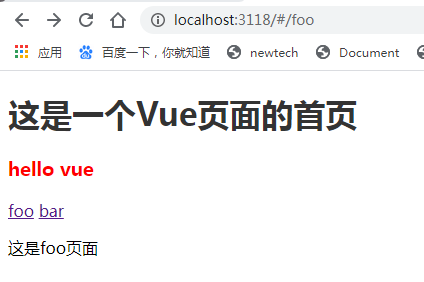 localhost:3118/#/foo
应用 百度一下，你就知道 newtech Document
这是一个Vue页面的首页
hello vue
foo bar
这是foo页面